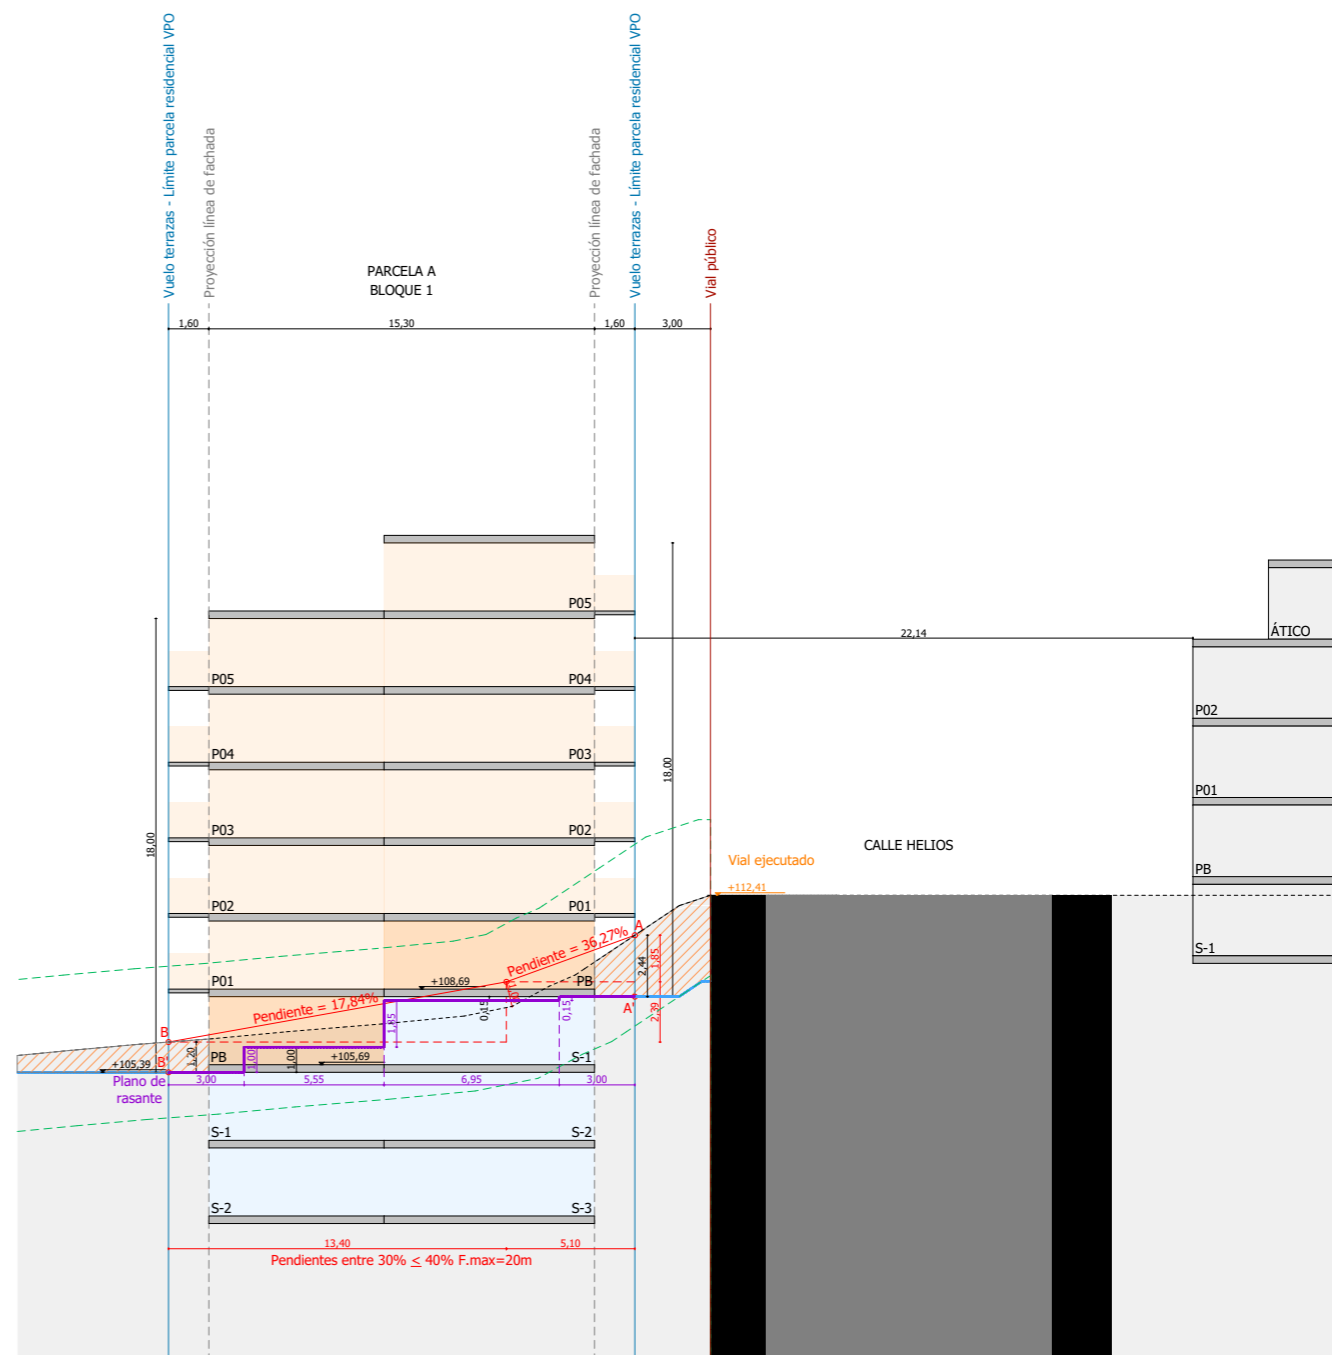 Vuelo terrazas - Límite parcela residencial VPO
Proyección línea de fachada
Proyección línea de fachada
Vuelo terrazas - Límite parcela residencial VPO
Vial público
PARCELA A
BLOQUE 1
1,60
15,30
1,60
3,00
P05
22,14
ÁTICO
P05
P04
P02
P04
P03
18,00
P01
P03
P02
18,00
CALLE HELIOS
Vial ejecutado
+112,41
PB
P02
P01
A
Pendiente = 36,27%
2,44
1,85
S-1
P01
+108,69
PB
Pendiente = 17,84%
0,15
0,15
A'
2,39
B
1,85
1,20
B'
+105,39
PB
1,00
1,00
+105,69
S-1
Plano de
rasante
3,00
5,55
6,95
3,00
S-1
S-2
S-2
S-3
13,40
5,10
Pendientes entre 30% ≤ 40% F.max=20m